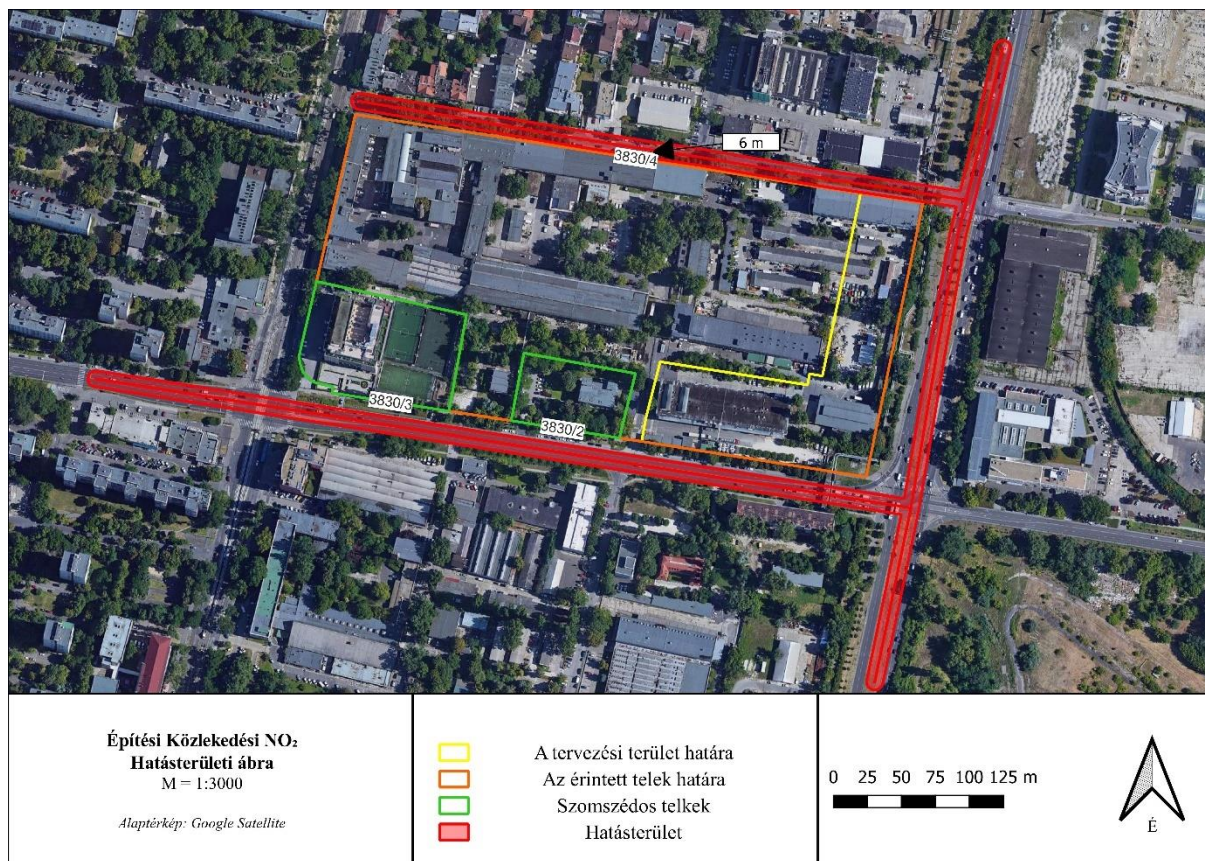 6 m
3830/4
3830/3
3830/2
Építési Közlekedési NO₂
Hatásterületi ábra
M = 1:3000
Alaptérkép: Google Satellite
A tervezési terület határa
Az érintett telek határa
Szomszédos telkek
Hatásterület
0 25 50 75 100 125 m
É